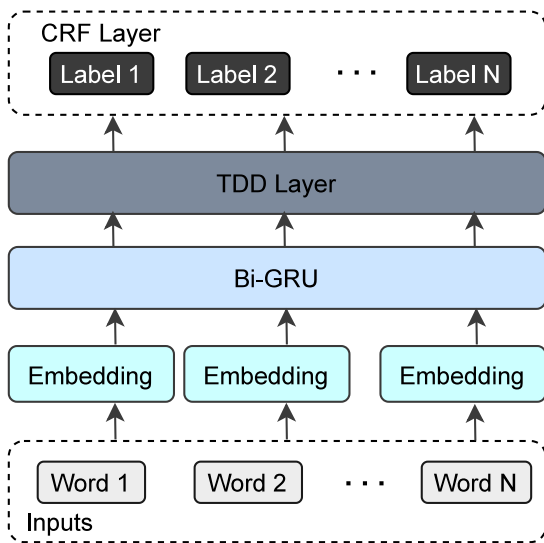 CRF Layer
Label 1 Label 2 . . . Label N
TDD Layer
Bi-GRU
Embedding Embedding Embedding
Word 1 Word 2 . . . Word N
Inputs